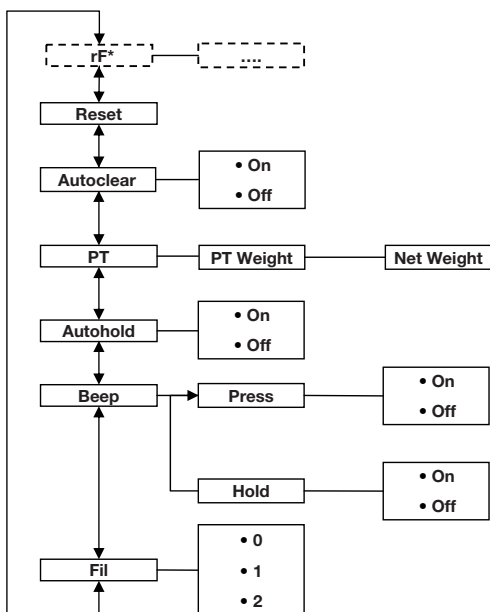 rF*
....
Reset
Autoclear
• On
• Off
PT
PT Weight
Net Weight
Autohold
• On
• Off
Beep
Press
• On
• Off
Hold
• On
• Off
Fil
• 0
• 1
• 2